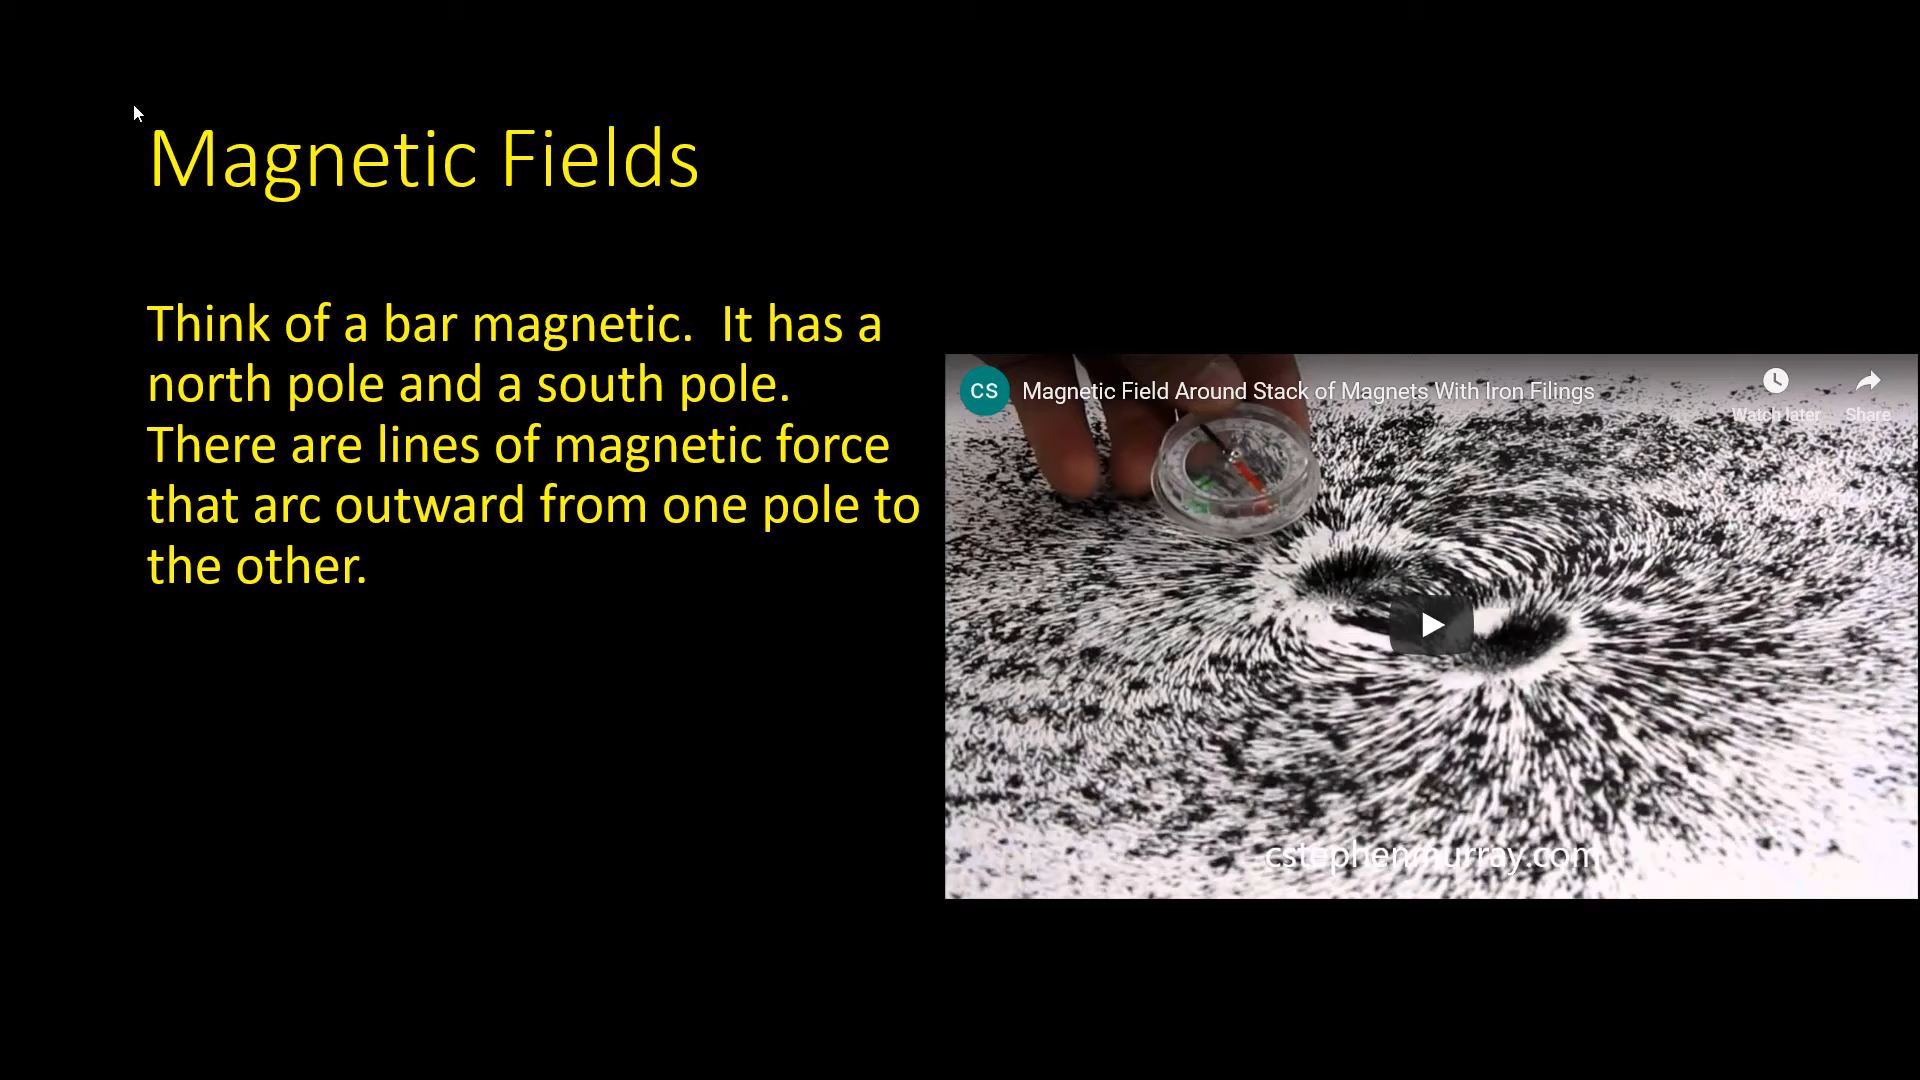 Magnetic Fields
Think of a bar magnetic.  It has a
north pole and a south pole.
There are lines of magnetic force
that arc outward from one pole to
the other.
CS Magnetic Field Around Stack of Magnets With Iron Filings
Watch later Share
cstephenmurray.com